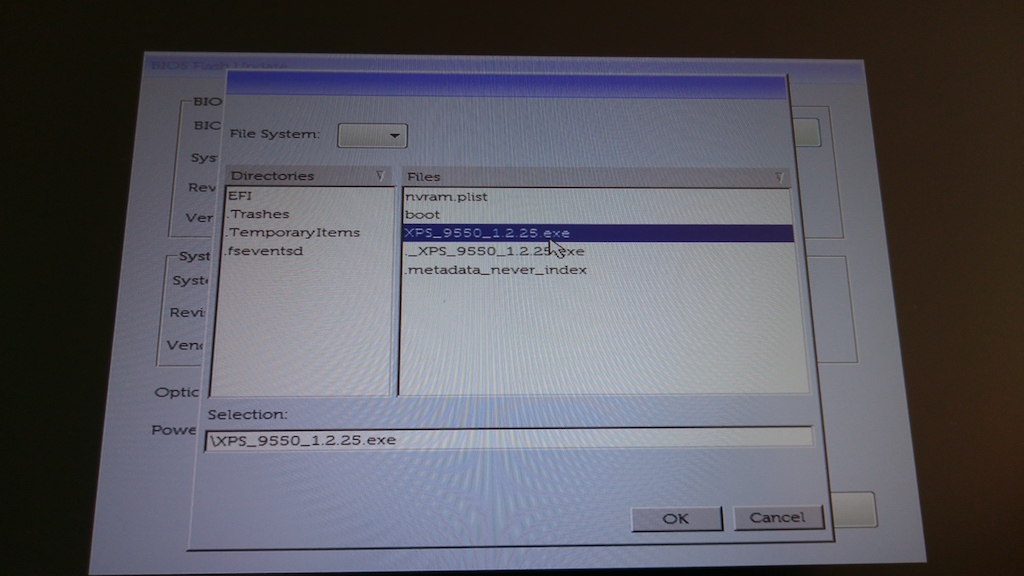 BIOS Flash Update
BIO
BIO
Sys
Rev
Ver
Syst
Syst
Revi
Vend
Optic
Powe
File System:
Directories
EFI
.Trashes
.TemporaryItems
.fseventsd
Files
nvram.plist
boot
XPS_9550_1.2.25.exe
._XPS_9550_1.2.25.exe
.metadata_never_index
Selection:
\XPS_9550_1.2.25.exe
OK
Cancel